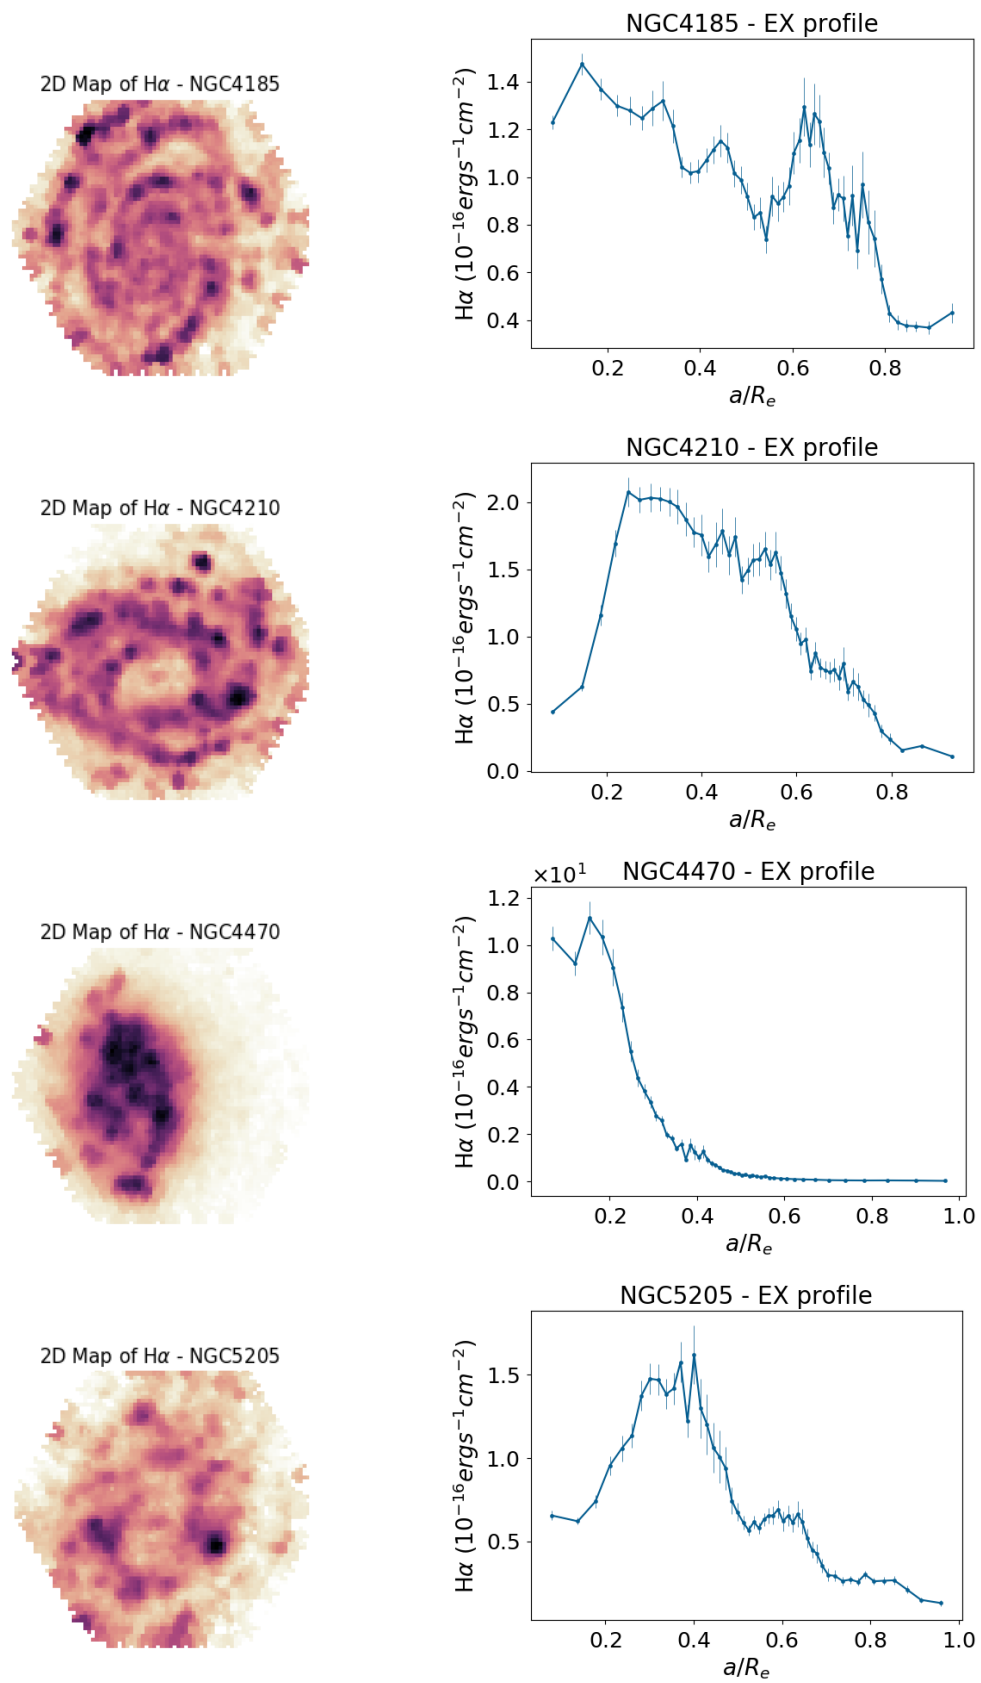 NGC4185 - EX profile
2D Map of Hα - NGC4185
Hα (10⁻¹⁶ergs⁻¹cm⁻²)
1.4
1.2
1.0
0.8
0.6
0.4
0.2 0.4 0.6 0.8
a/Rₑ
NGC4210 - EX profile
2D Map of Hα - NGC4210
Hα (10⁻¹⁶ergs⁻¹cm⁻²)
2.0
1.5
1.0
0.5
0.0
0.2 0.4 0.6 0.8
a/Rₑ
×10¹ NGC4470 - EX profile
2D Map of Hα - NGC4470
Hα (10⁻¹⁶ergs⁻¹cm⁻²)
1.2
1.0
0.8
0.6
0.4
0.2
0.0
0.2 0.4 0.6 0.8 1.0
a/Rₑ
NGC5205 - EX profile
2D Map of Hα - NGC5205
Hα (10⁻¹⁶ergs⁻¹cm⁻²)
1.5
1.0
0.5
0.2 0.4 0.6 0.8 1.0
a/Rₑ